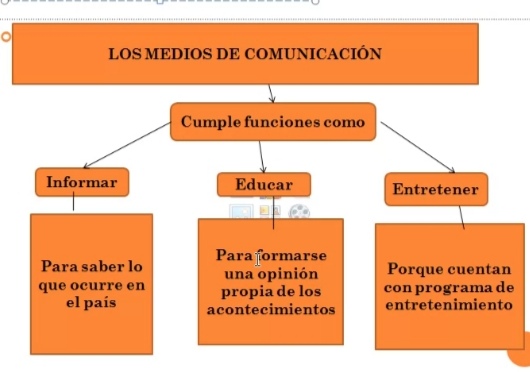 LOS MEDIOS DE COMUNICACIÓN
Cumple funciones como
Informar
Educar
Entretener
Para saber lo
que ocurre en
el país
Para formarse
una opinión
propia de los
acontecimientos
Porque cuentan
con programa de
entretenimiento